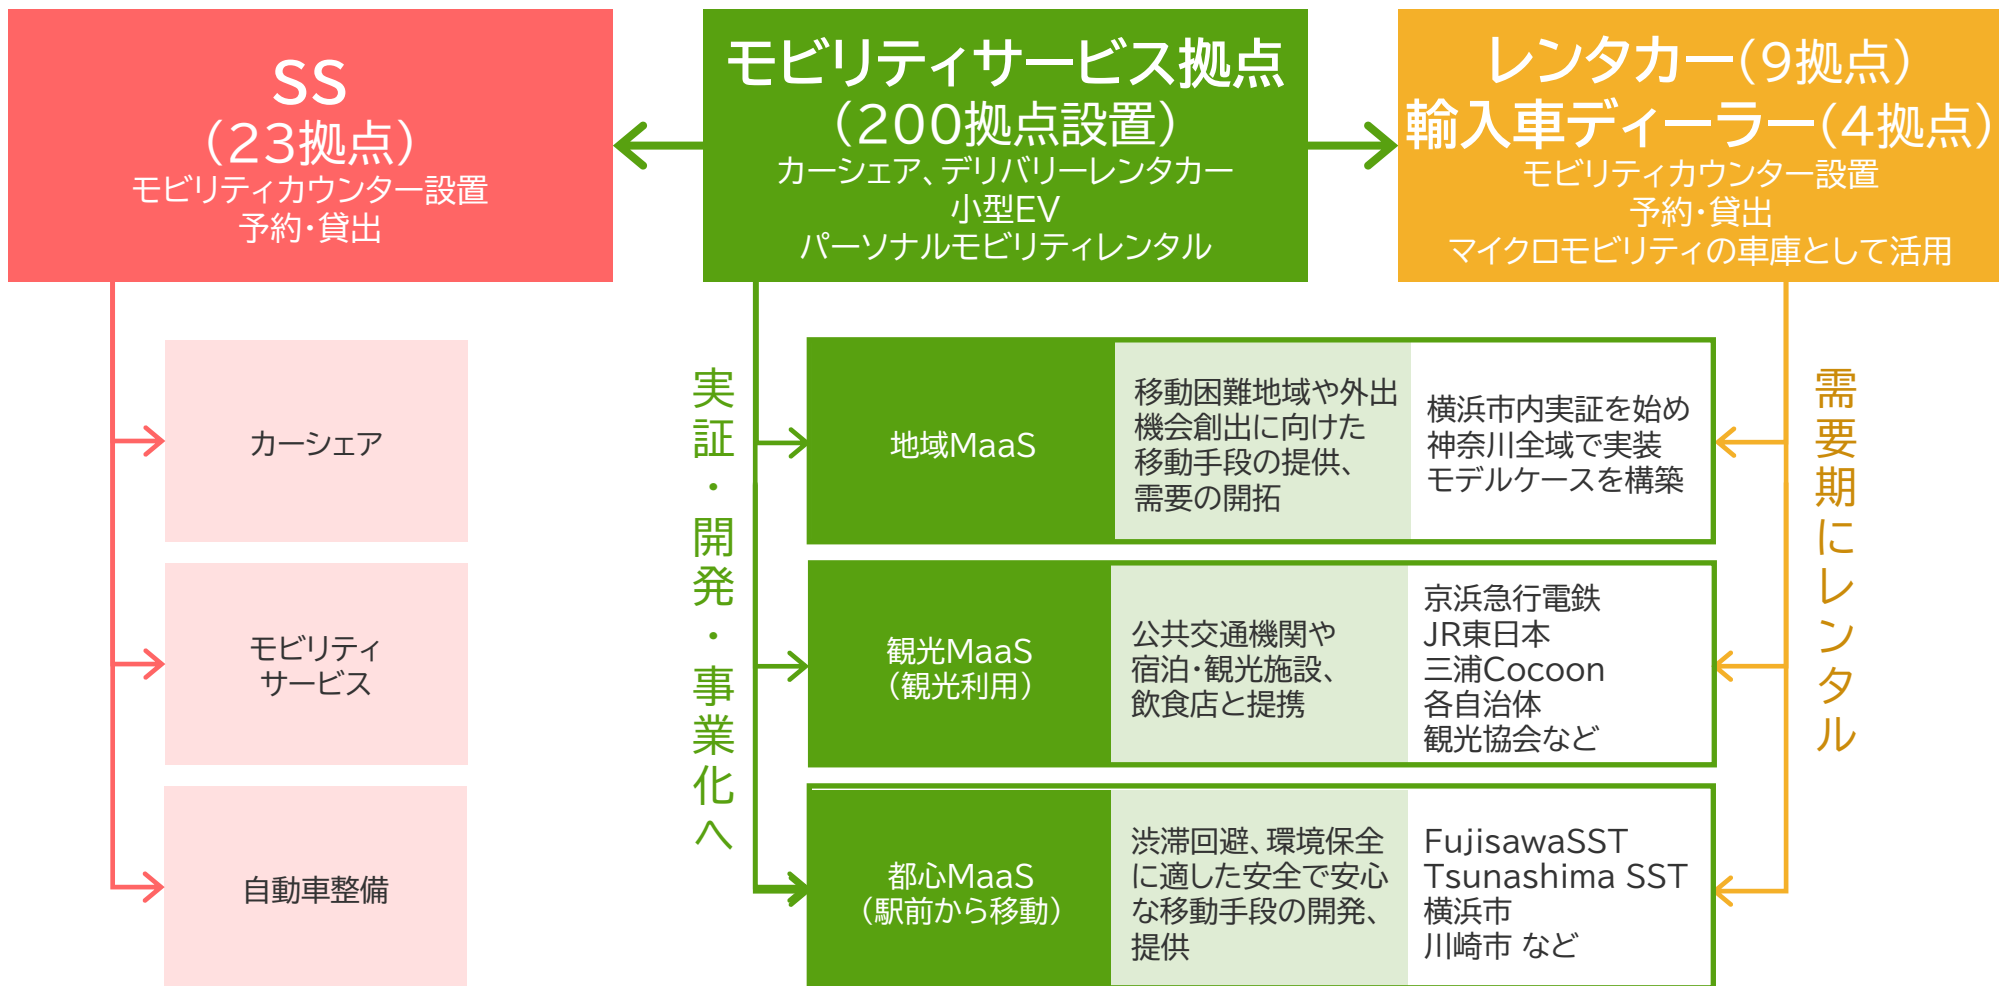 SS
（23拠点）
モビリティカウンター設置
予約・貸出
モビリティサービス拠点
（200拠点設置）
カーシェア、デリバリーレンタカー
小型EV
パーソナルモビリティレンタル
レンタカー（9拠点）
輸入車ディーラー（4拠点）
モビリティカウンター設置
予約・貸出
マイクロモビリティの車庫として活用
カーシェア
モビリティ
サービス
自動車整備
実証・開発・事業化へ
地域MaaS
移動困難地域や外出
機会創出に向けた
移動手段の提供、
需要の開拓
横浜市内実証を始め
神奈川全域で実装
モデルケースを構築
観光MaaS
（観光利用）
公共交通機関や
宿泊・観光施設、
飲食店と提携
京浜急行電鉄
JR東日本
三浦Cocoon
各自治体
観光協会など
都心MaaS
（駅前から移動）
渋滞回避、環境保全
に適した安全で安心
な移動手段の開発、
提供
FujisawaSST
Tsunashima SST
横浜市
川崎市 など
需要期にレンタル